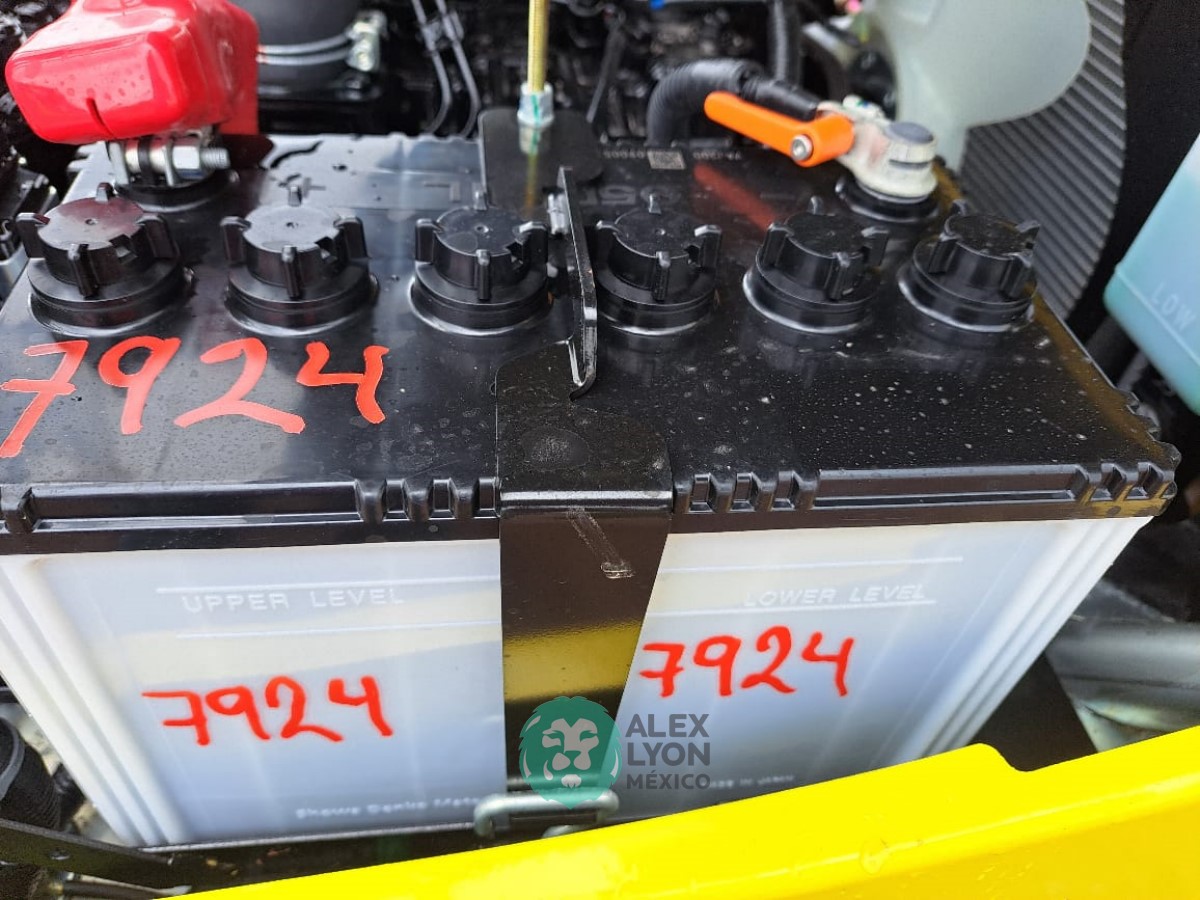 7924
UPPER LEVEL
LOWER LEVEL
7924
7924
ALEX
LYON
MÉXICO
LOW